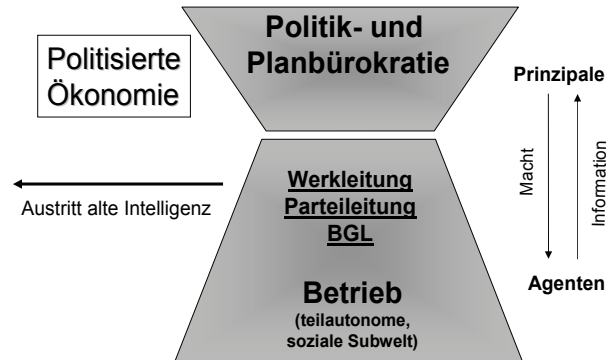 Politisierte
Ökonomie
Politik- und
Planbürokratie
Prinzipale
Macht
Information
Agenten
Austritt alte Intelligenz
Werkleitung
Parteileitung
BGL
Betrieb
(teilautonome,
soziale Subwelt)